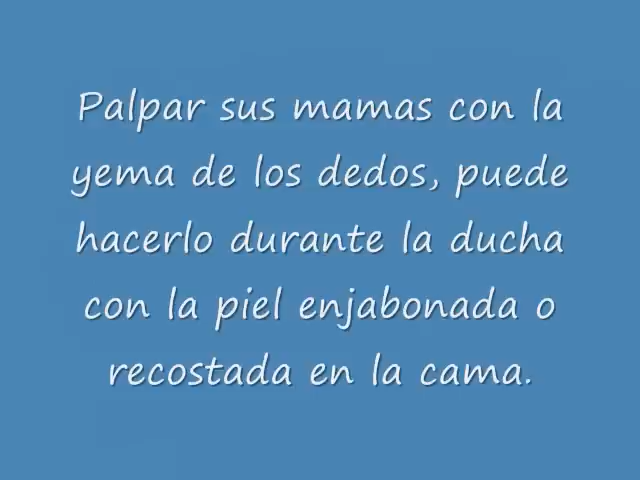 Palpar sus mamas con la
yema de los dedos, puede
hacerlo durante la ducha
con la piel enjabonada o
recostada en la cama.